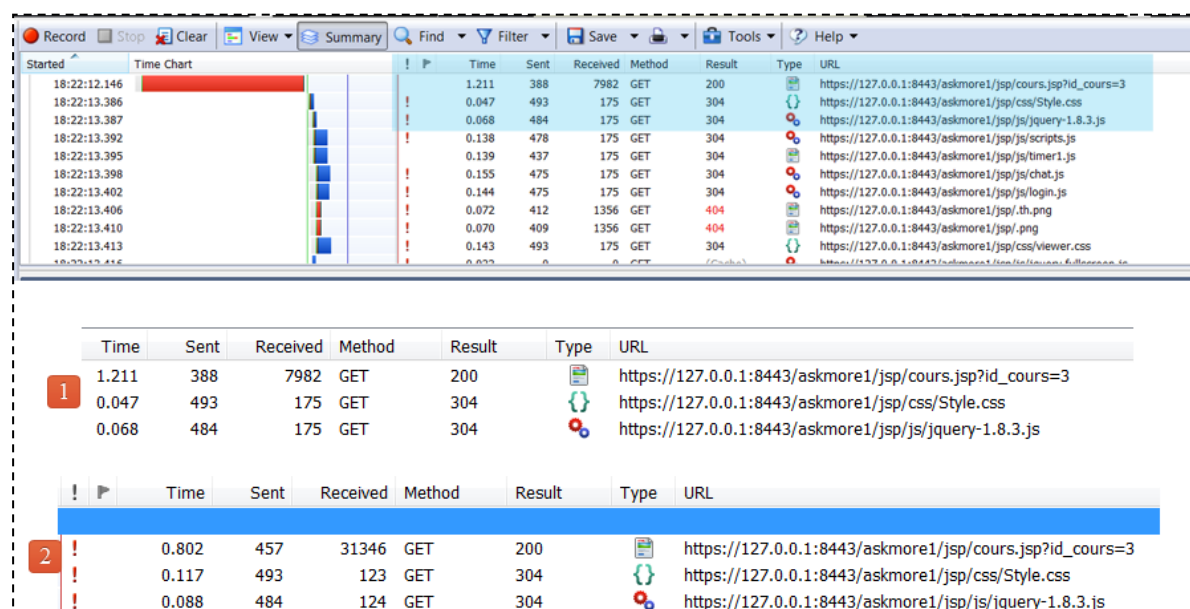 Record Stop Clear View Summary Find Filter Save Tools Help
Started Time Chart ! Time Sent Received Method Result Type URL
18:22:12.146 1.211 388 7982 GET 200 https://127.0.0.1:8443/askmore1/jsp/cours.jsp?id_cours=3
18:22:13.386 ! 0.047 493 175 GET 304 {} https://127.0.0.1:8443/askmore1/jsp/css/Style.css
18:22:13.387 ! 0.068 484 175 GET 304 https://127.0.0.1:8443/askmore1/jsp/js/jquery-1.8.3.js
18:22:13.392 ! 0.138 478 175 GET 304 https://127.0.0.1:8443/askmore1/jsp/js/scripts.js
18:22:13.395 0.139 437 175 GET 304 https://127.0.0.1:8443/askmore1/jsp/js/timer1.js
18:22:13.398 ! 0.155 475 175 GET 304 https://127.0.0.1:8443/askmore1/jsp/js/chat.js
18:22:13.402 ! 0.144 475 175 GET 304 https://127.0.0.1:8443/askmore1/jsp/js/login.js
18:22:13.406 ! 0.072 412 1356 GET 404 https://127.0.0.1:8443/askmore1/jsp/.th.png
18:22:13.410 ! 0.070 409 1356 GET 404 https://127.0.0.1:8443/askmore1/jsp/.png
18:22:13.413 ! 0.143 493 175 GET 304 {} https://127.0.0.1:8443/askmore1/jsp/css/viewer.css
Time Sent Received Method Result Type URL
1 1.211 388 7982 GET 200 https://127.0.0.1:8443/askmore1/jsp/cours.jsp?id_cours=3
0.047 493 175 GET 304 {} https://127.0.0.1:8443/askmore1/jsp/css/Style.css
0.068 484 175 GET 304 https://127.0.0.1:8443/askmore1/jsp/js/jquery-1.8.3.js
! Time Sent Received Method Result Type URL
2 ! 0.802 457 31346 GET 200 https://127.0.0.1:8443/askmore1/jsp/cours.jsp?id_cours=3
! 0.117 493 123 GET 304 {} https://127.0.0.1:8443/askmore1/jsp/css/Style.css
! 0.088 484 124 GET 304 https://127.0.0.1:8443/askmore1/jsp/js/jquery-1.8.3.js